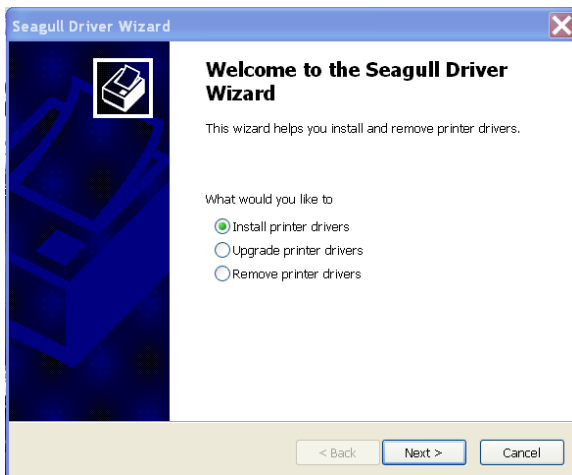 Seagull Driver Wizard
Welcome to the Seagull Driver
Wizard
This wizard helps you install and remove printer drivers.
What would you like to
Install printer drivers
Upgrade printer drivers
Remove printer drivers
< Back Next > Cancel